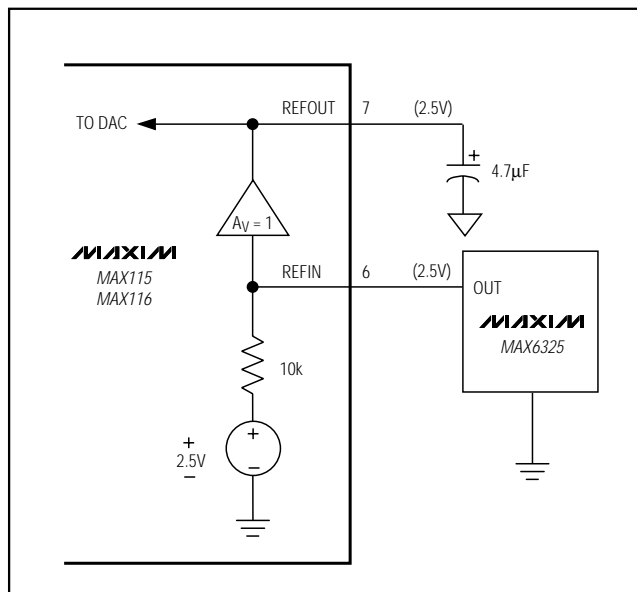 REFOUT 7 (2.5V)
TO DAC
+
4.7µF
AV = 1
MAXIM
MAX115
MAX116
REFIN 6 (2.5V)
OUT
MAXIM
MAX6325
10k
+
2.5V
−
+
−